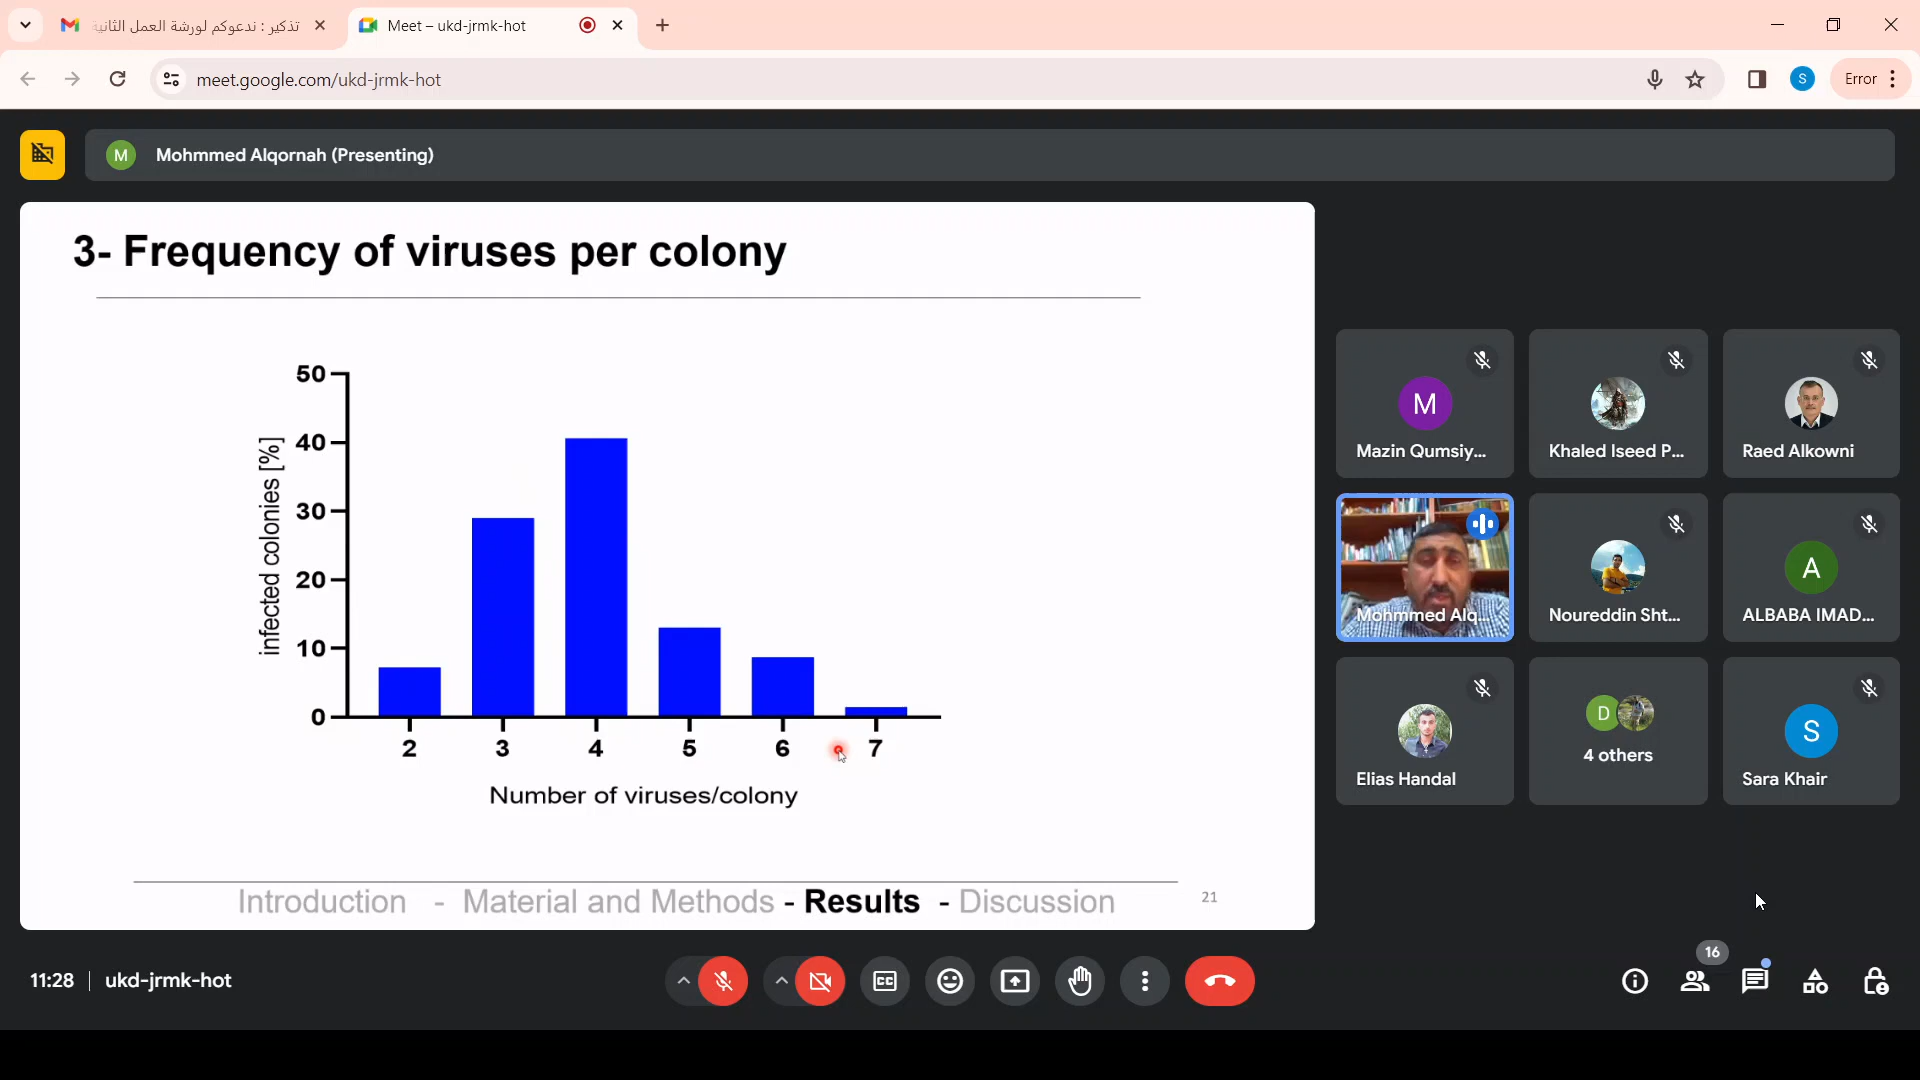 تذكير : ندعوكم لورشة العمل الثانية
Meet – ukd-jrmk-hot
meet.google.com/ukd-jrmk-hot
S
Error
M
Mohmmed Alqornah (Presenting)
3- Frequency of viruses per colony
50
40
30
20
10
0
infected colonies [%]
2 3 4 5 6 7
Number of viruses/colony
Introduction - Material and Methods - Results - Discussion
21
M
Mazin Qumsiy...
Khaled Iseed P...
Raed Alkowni
Mohmmed Alq...
Noureddin Sht...
A
ALBABA IMAD...
Elias Handal
D
4 others
S
Sara Khair
11:28 | ukd-jrmk-hot
CC
16